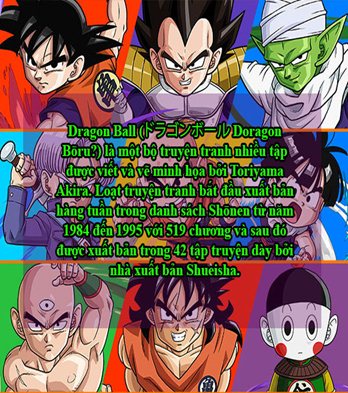 Dragon Ball (ドラゴンボール Doragon
Boru?) là một bộ truyện tranh nhiều tập
được viết và vẽ minh họa bởi Toriyama
Akira. Loạt truyện tranh bắt đầu xuất bản
hàng tuần trong danh sách Shōnen từ năm
1984 đến 1995 với 519 chương và sau đó
được xuất bản trong 42 tập truyện dày bởi
nhà xuất bản Shueisha.